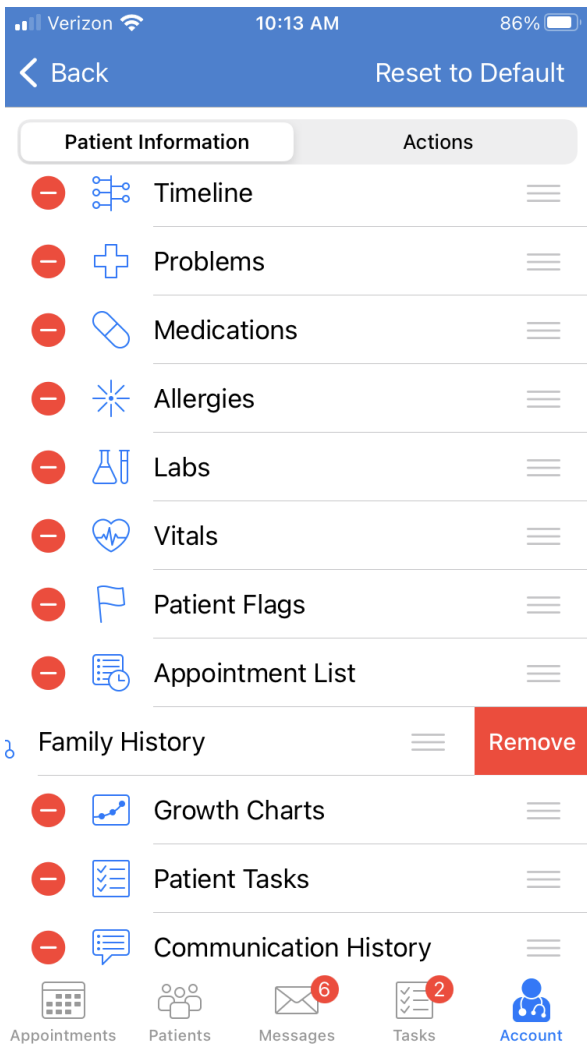 Verizon 10:13 AM 86%
Back Reset to Default
Patient Information Actions
Timeline
Problems
Medications
Allergies
Labs
Vitals
Patient Flags
Appointment List
Family History Remove
Growth Charts
Patient Tasks
Communication History
6 2
Appointments Patients Messages Tasks Account